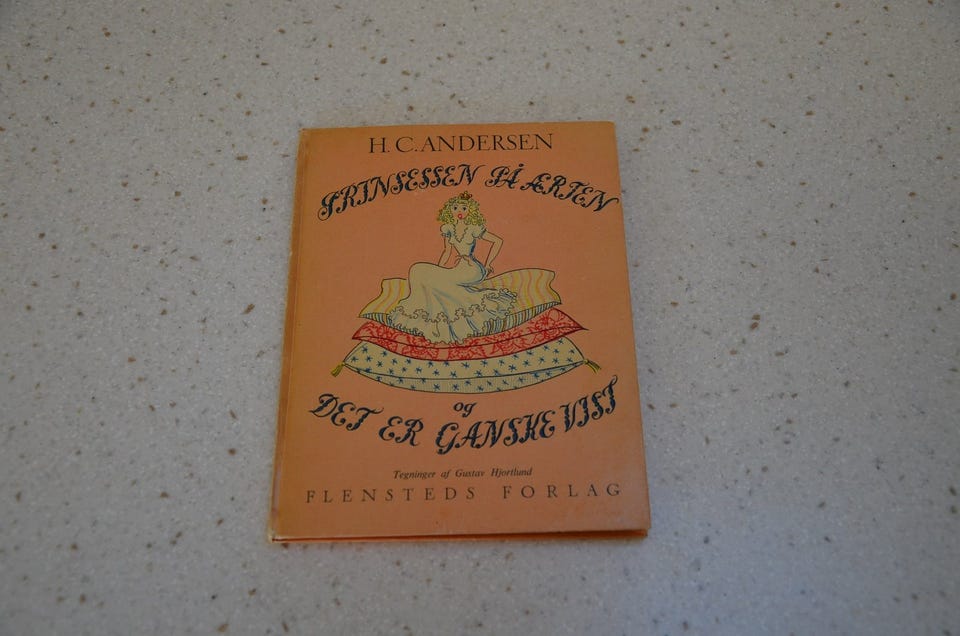 H. C. ANDERSEN
PRINSESSEN PÅ ÆRTEN
og
DET ER GANSKE VIST
Tegninger af Gustav Hjortlund
FLENSTEDS FORLAG